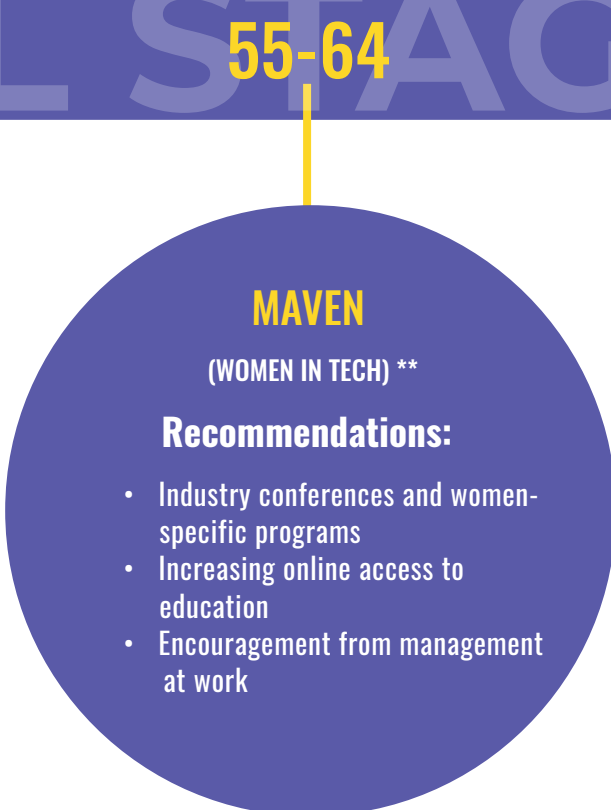 L STAG
55-64
MAVEN
(WOMEN IN TECH) **
Recommendations:
• Industry conferences and women-
specific programs
• Increasing online access to
education
• Encouragement from management
at work